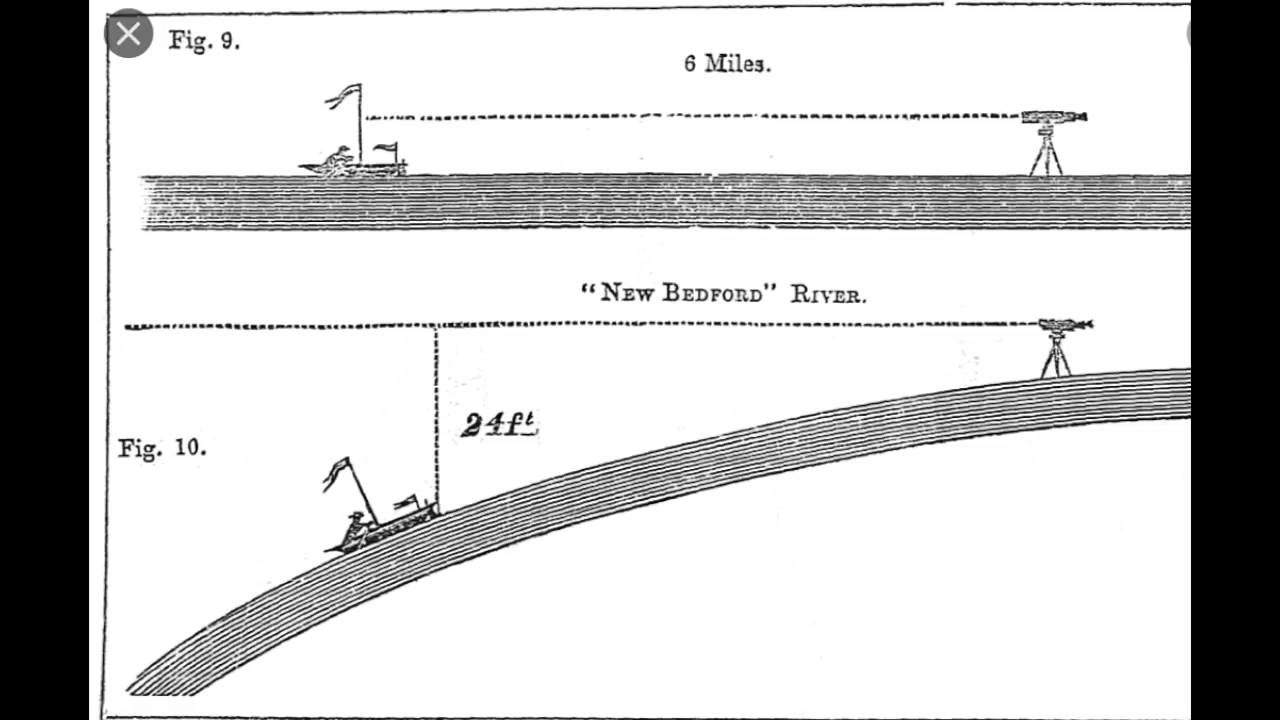 Fig. 9.
6 Miles.
"New Bedford" River.
24ft
Fig. 10.